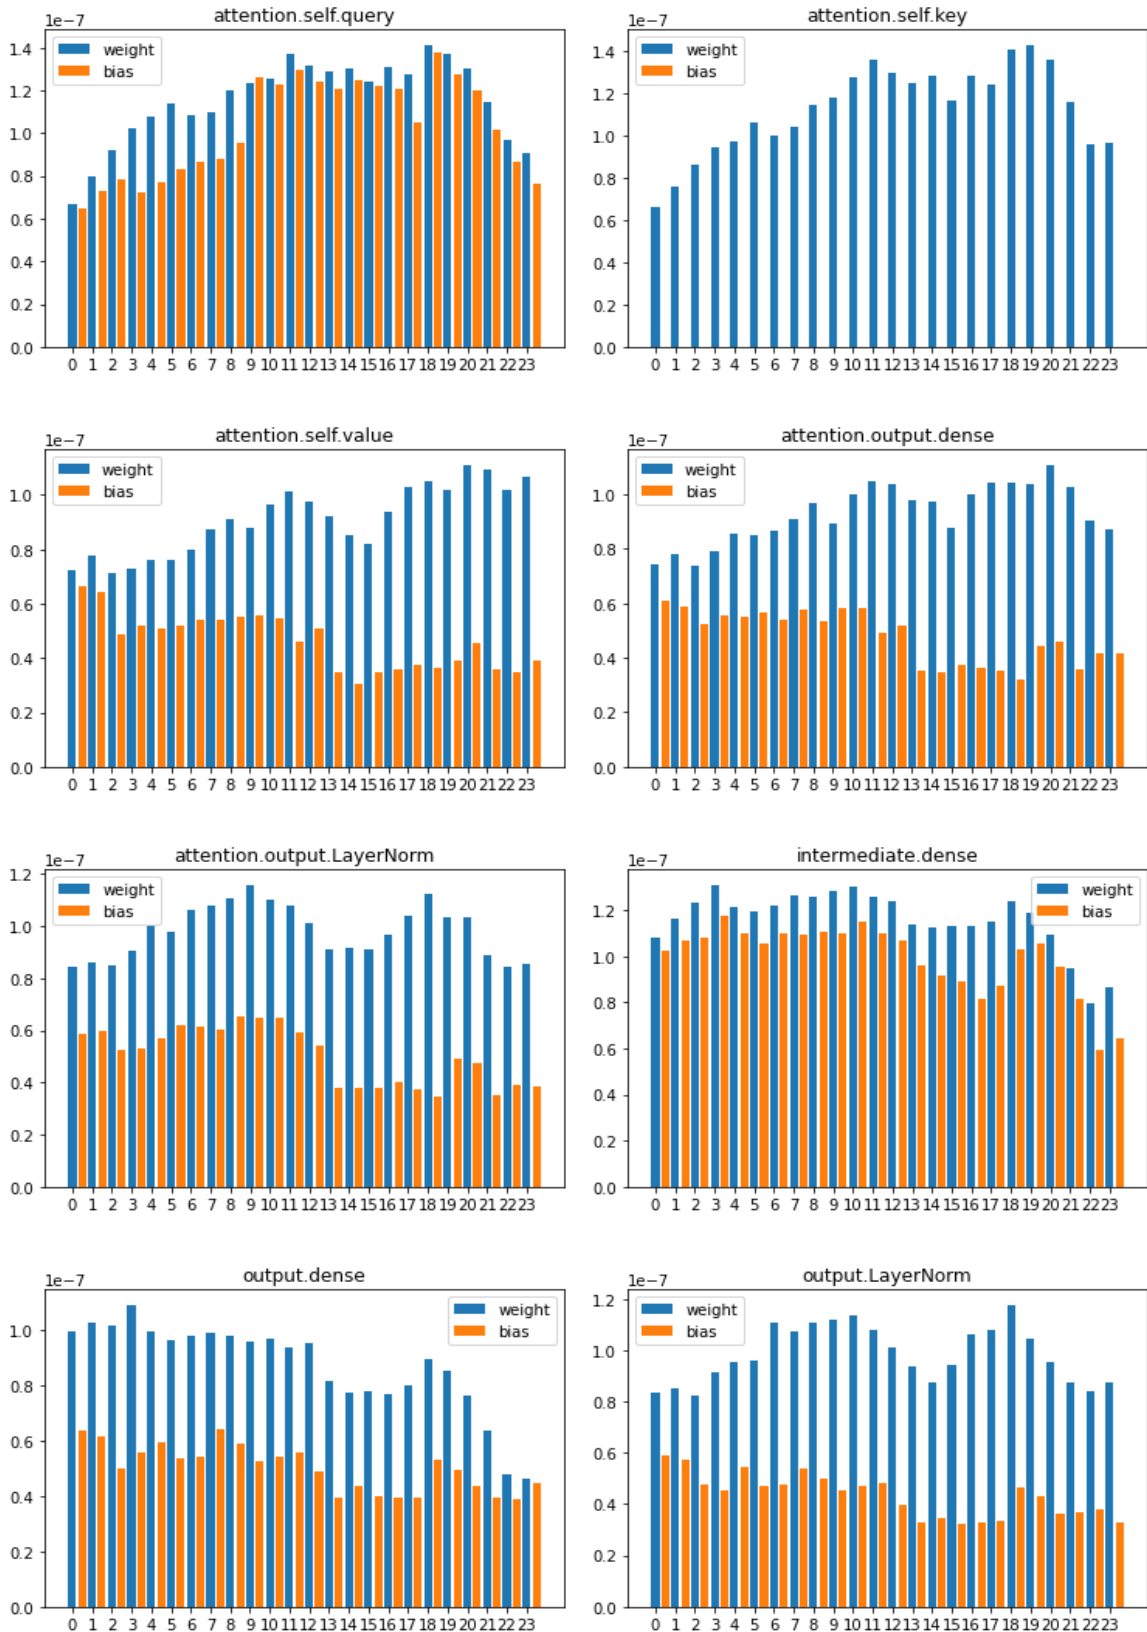 attention.self.query
1e−7
weight
bias
1.4
1.2
1.0
0.8
0.6
0.4
0.2
0.0
0 1 2 3 4 5 6 7 8 9 10 11 12 13 14 15 16 17 18 19 20 21 22 23
attention.self.key
1e−7
1.4
1.2
1.0
0.8
0.6
0.4
0.2
0.0
0 1 2 3 4 5 6 7 8 9 10 11 12 13 14 15 16 17 18 19 20 21 22 23
attention.self.value
1e−7
weight
bias
1.0
0.8
0.6
0.4
0.2
0.0
0 1 2 3 4 5 6 7 8 9 10 11 12 13 14 15 16 17 18 19 20 21 22 23
attention.output.dense
1e−7
weight
bias
1.0
0.8
0.6
0.4
0.2
0.0
0 1 2 3 4 5 6 7 8 9 10 11 12 13 14 15 16 17 18 19 20 21 22 23
attention.output.LayerNorm
1e−7
weight
bias
1.2
1.0
0.8
0.6
0.4
0.2
0.0
0 1 2 3 4 5 6 7 8 9 10 11 12 13 14 15 16 17 18 19 20 21 22 23
intermediate.dense
1e−7
weight
bias
1.2
1.0
0.8
0.6
0.4
0.2
0.0
0 1 2 3 4 5 6 7 8 9 10 11 12 13 14 15 16 17 18 19 20 21 22 23
output.dense
1e−7
weight
bias
1.0
0.8
0.6
0.4
0.2
0.0
0 1 2 3 4 5 6 7 8 9 10 11 12 13 14 15 16 17 18 19 20 21 22 23
output.LayerNorm
1e−7
weight
bias
1.2
1.0
0.8
0.6
0.4
0.2
0.0
0 1 2 3 4 5 6 7 8 9 10 11 12 13 14 15 16 17 18 19 20 21 22 23